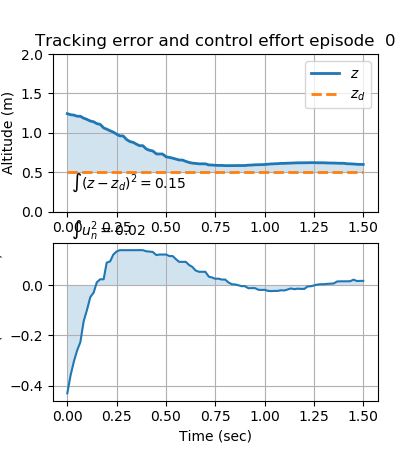 Tracking error and control effort episode 0
2.0
z
z_d
1.5
Altitude (m)
1.0
0.5
∫(z − z_d)² = 0.15
0.0
0.00 0.25 0.50 0.75 1.00 1.25 1.50
∫u_n² = 0.02
0.0
−0.2
−0.4
0.00 0.25 0.50 0.75 1.00 1.25 1.50
Time (sec)